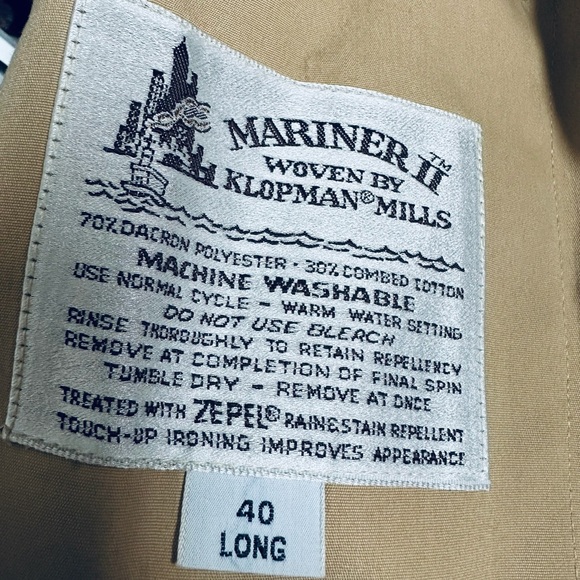 MARINER II™
WOVEN BY
KLOPMAN® MILLS
70% DACRON POLYESTER · 30% COMBED COTTON
MACHINE WASHABLE
USE NORMAL CYCLE - WARM WATER SETTING
DO NOT USE BLEACH
RINSE THOROUGHLY TO RETAIN REPELLENCY
REMOVE AT COMPLETION OF FINAL SPIN
TUMBLE DRY - REMOVE AT ONCE
TREATED WITH ZEPEL® RAIN&STAIN REPELLENT
TOUCH-UP IRONING IMPROVES APPEARANCE
40
LONG